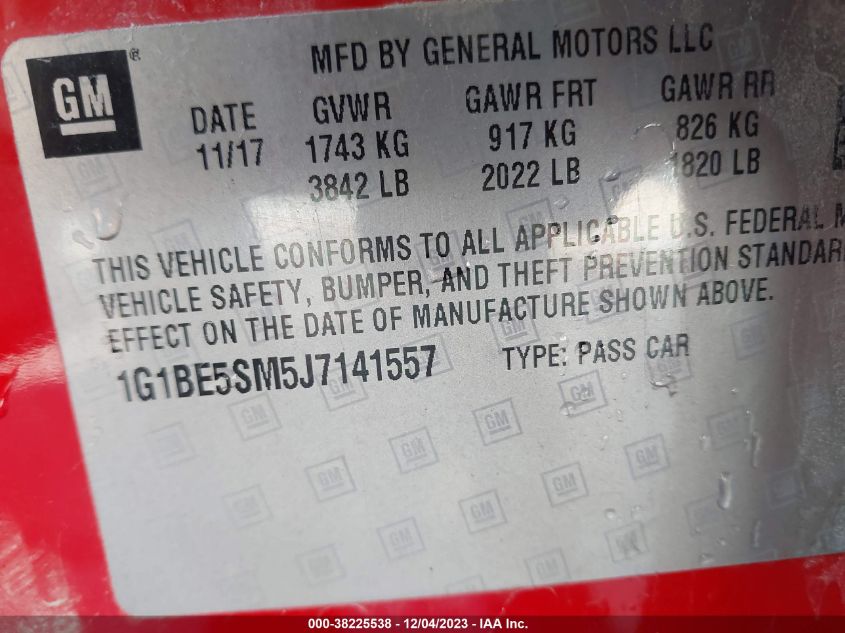 GM
®
MFD BY GENERAL MOTORS LLC
DATE GVWR GAWR FRT GAWR RR
11/17 1743 KG 917 KG 826 KG
3842 LB 2022 LB 1820 LB
THIS VEHICLE CONFORMS TO ALL APPLICABLE U.S. FEDERAL M
VEHICLE SAFETY, BUMPER, AND THEFT PREVENTION STANDAR
EFFECT ON THE DATE OF MANUFACTURE SHOWN ABOVE.
1G1BE5SM5J7141557 TYPE: PASS CAR
000-38225538 - 12/04/2023 - IAA Inc.